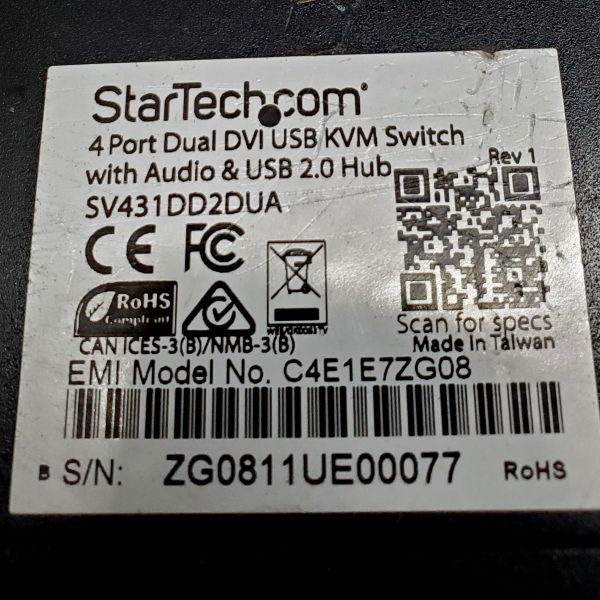 StarTech.com
4 Port Dual DVI USB KVM Switch
with Audio & USB 2.0 Hub
Rev 1
SV431DD2DUA
CE FC
RoHS
Compliant
Scan for specs
CAN ICES-3(B)/NMB-3(B)
Made in Taiwan
EMI Model No. C4E1E7ZG08
B S/N: ZG0811UE00077 RoHS